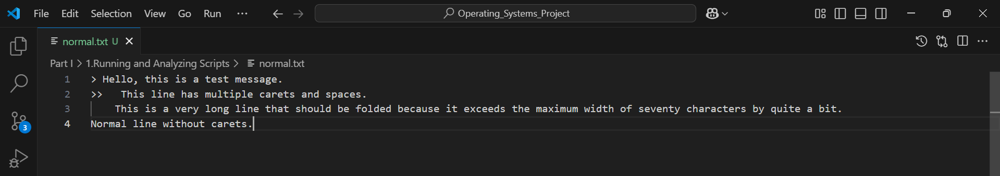 File Edit Selection View Go Run ··· Operating_Systems_Project
normal.txt U
Part I > 1.Running and Analyzing Scripts > normal.txt
1 > Hello, this is a test message.
2 >>   This line has multiple carets and spaces.
3     This is a very long line that should be folded because it exceeds the maximum width of seventy characters by quite a bit.
4 Normal line without carets.
3